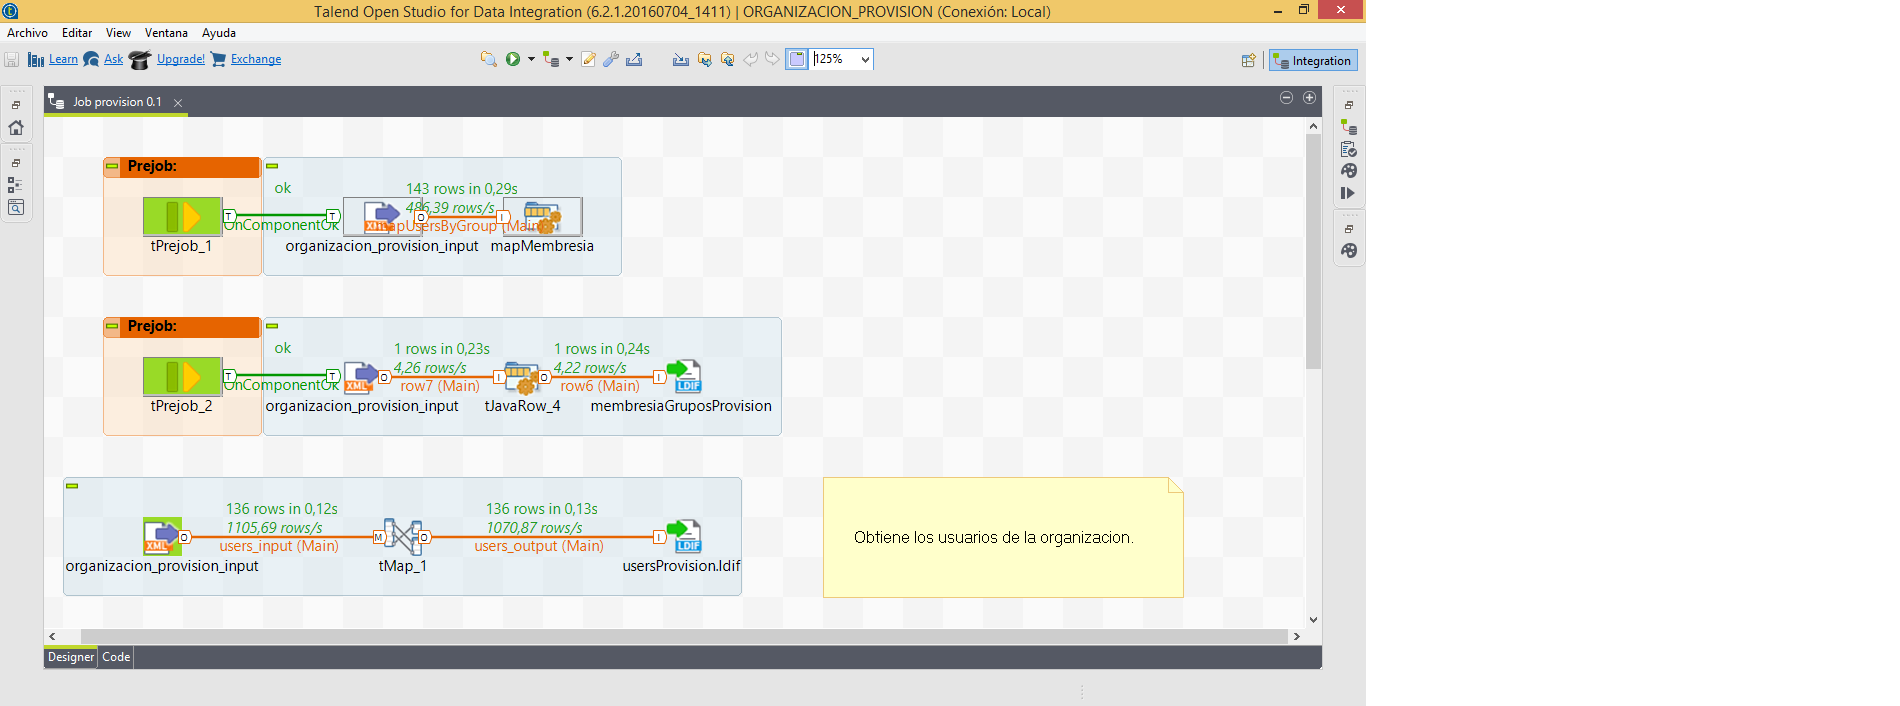 Talend Open Studio for Data Integration (6.2.1.20160704_1411) | ORGANIZACION_PROVISION (Conexión: Local)
Archivo Editar View Ventana Ayuda
Learn Ask Upgrade! Exchange 125% Integration
Job provision 0.1
Prejob:
ok
143 rows in 0,29s
486,39 rows/s
OnComponentOk
mapUsersByGroup (Main)
tPrejob_1 organizacion_provision_input mapMembresia
Prejob:
ok
1 rows in 0,23s 1 rows in 0,24s
4,26 rows/s 4,22 rows/s
OnComponentOk row7 (Main) row6 (Main)
tPrejob_2 organizacion_provision_input tJavaRow_4 membresiaGruposProvision
136 rows in 0,12s 136 rows in 0,13s
1105,69 rows/s 1070,87 rows/s
users_input (Main) users_output (Main)
organizacion_provision_input tMap_1 usersProvision.ldif
Obtiene los usuarios de la organizacion.
Designer Code